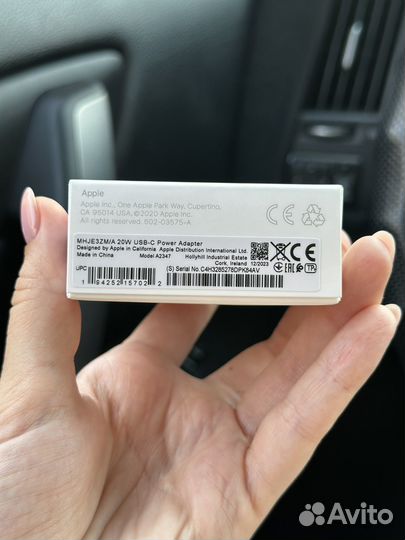 Apple
Apple Inc., One Apple Park Way, Cupertino,
CA 95014 USA. ©2020 Apple Inc.
All rights reserved. 602-03575-A
MHJE3ZM/A 20W USB-C Power Adapter
Designed by Apple in California Apple Distribution International Ltd.
Made in China Model A2347 Hollyhill Industrial Estate
Cork, Ireland 12/2023
UPC (S) Serial No. C4H3285278DPK84AV
1 94252 15702 2
CE
EAC
Avito